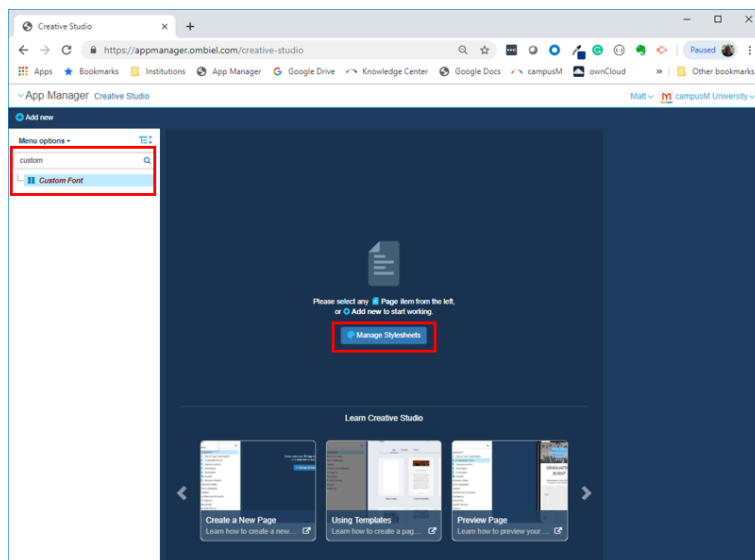 Creative Studio
https://appmanager.ombiel.com/creative-studio
Paused
Apps Bookmarks Institutions App Manager Google Drive Knowledge Center Google Docs campusM ownCloud » Other bookmarks
App Manager Creative Studio
Matt campusM University
Add new
Menu options
custom
Custom Font
Please select any Page item from the left,
or Add new to start working.
Manage Stylesheets
Learn Creative Studio
Create a New Page
Learn how to create a new...
Using Templates
Learn how to create a pag...
Preview Page
Learn how to preview your ...